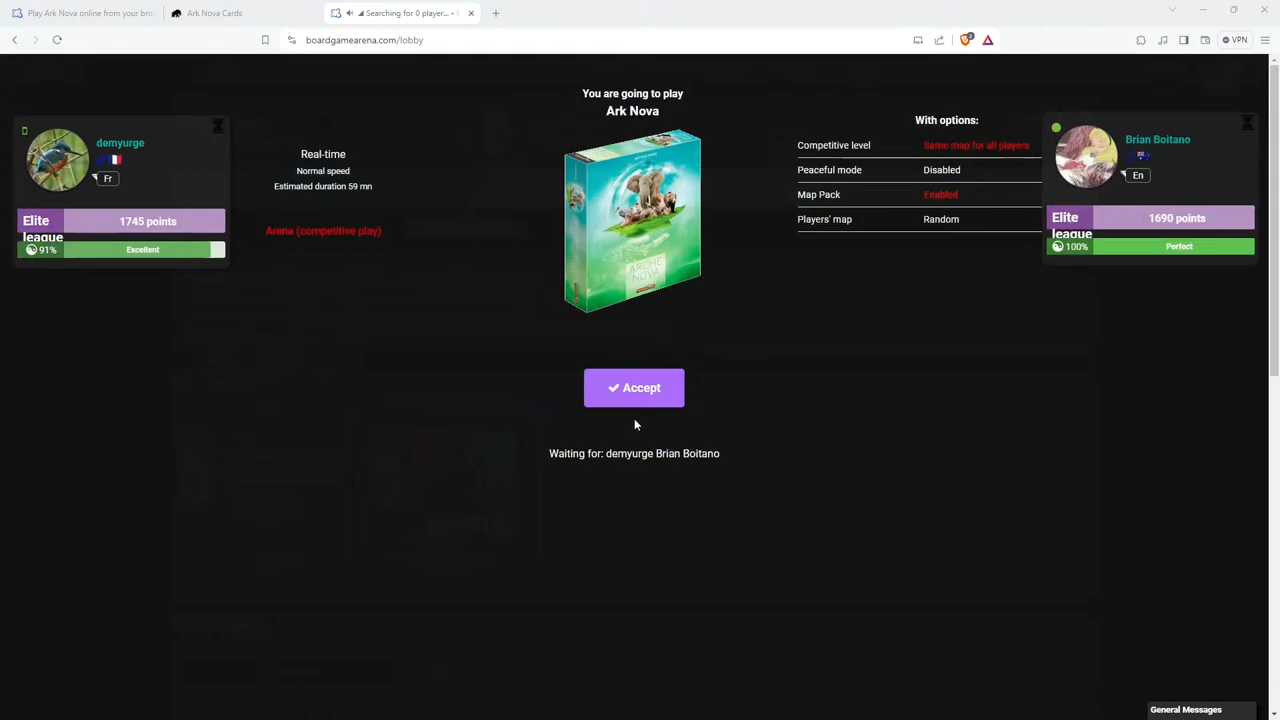 Play Ark Nova online from your bro
Ark Nova Cards
Searching for 0 player... •
boardgamearena.com/lobby
VPN
You are going to play
Ark Nova
demyurge
Fr
Elite league
1745 points
91%
Excellent
Real-time
Normal speed
Estimated duration 59 mn
Arena (competitive play)
ARCHE NOVA
With options:
Competitive level Same map for all players
Peaceful mode Disabled
Map Pack Enabled
Players' map Random
Brian Boitano
En
Elite league
1690 points
100%
Perfect
Accept
Waiting for: demyurge Brian Boitano
General Messages